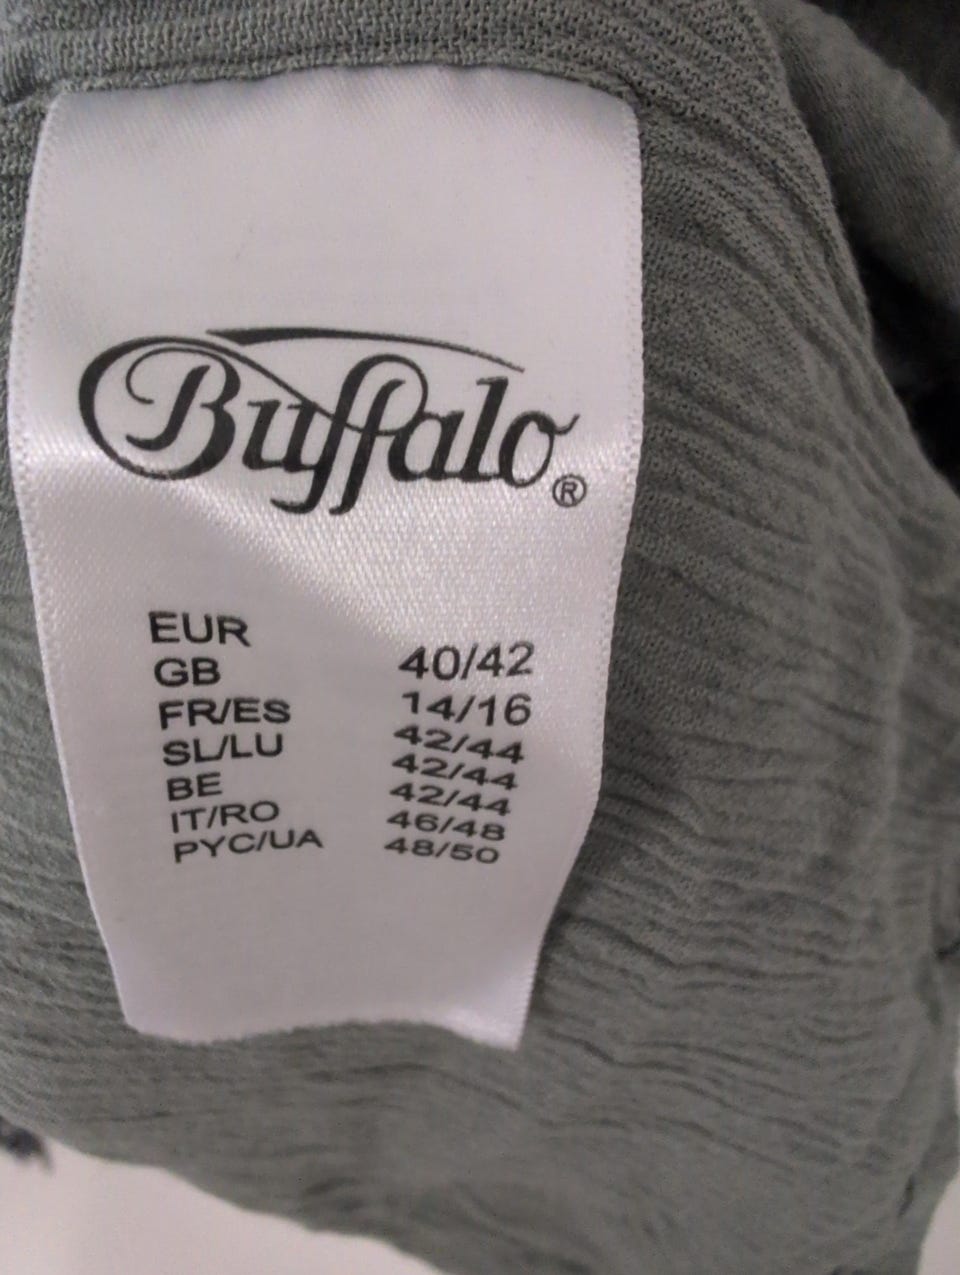 Buffalo®
EUR 40/42
GB 14/16
FR/ES 42/44
SL/LU 42/44
BE 42/44
IT/RO 46/48
PYC/UA 48/50